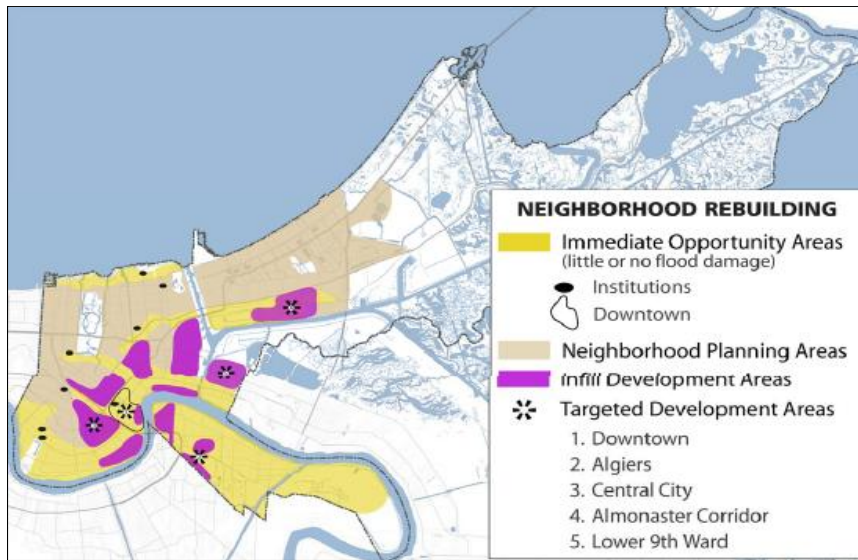 NEIGHBORHOOD REBUILDING
Immediate Opportunity Areas
(little or no flood damage)
Institutions
Downtown
Neighborhood Planning Areas
Infill Development Areas
Targeted Development Areas
1. Downtown
2. Algiers
3. Central City
4. Almonaster Corridor
5. Lower 9th Ward